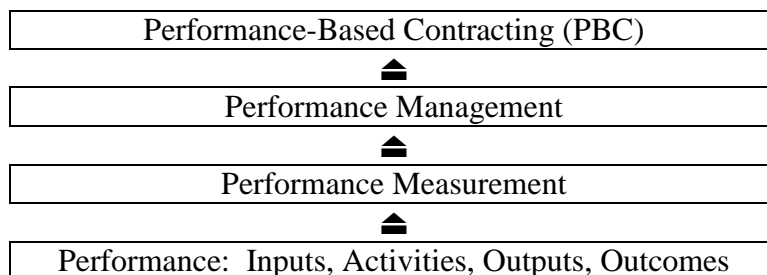 Performance-Based Contracting (PBC)
Performance Management
Performance Measurement
Performance: Inputs, Activities, Outputs, Outcomes